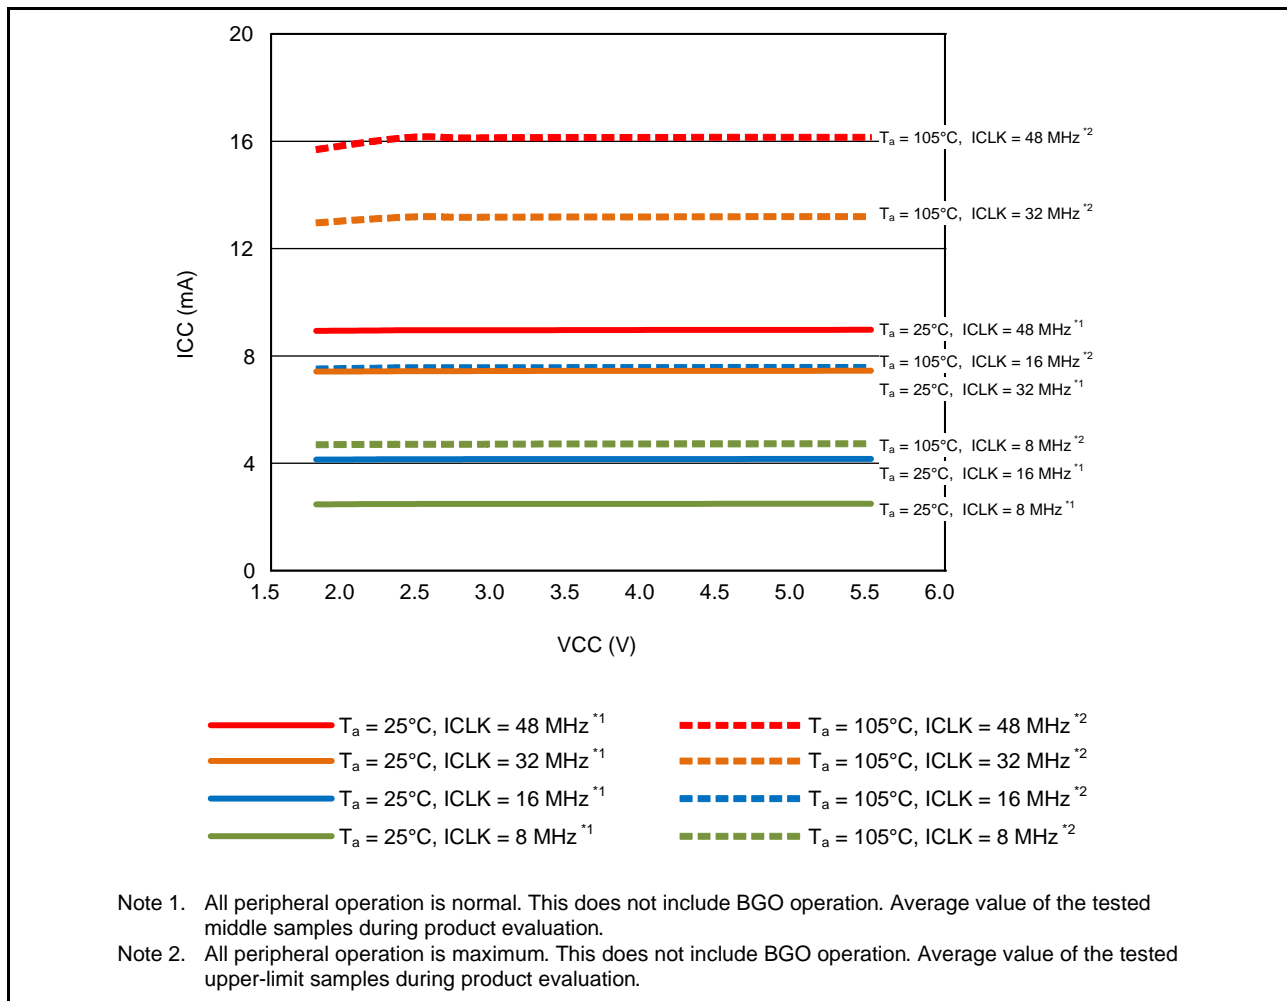 20
16
12
8
4
0
ICC (mA)
1.5 2.0 2.5 3.0 3.5 4.0 4.5 5.0 5.5 6.0
VCC (V)
Ta = 105°C, ICLK = 48 MHz *2
Ta = 105°C, ICLK = 32 MHz *2
Ta = 25°C, ICLK = 48 MHz *1
Ta = 105°C, ICLK = 16 MHz *2
Ta = 25°C, ICLK = 32 MHz *1
Ta = 105°C, ICLK = 8 MHz *2
Ta = 25°C, ICLK = 16 MHz *1
Ta = 25°C, ICLK = 8 MHz *1
Ta = 25°C, ICLK = 48 MHz *1
Ta = 105°C, ICLK = 48 MHz *2
Ta = 25°C, ICLK = 32 MHz *1
Ta = 105°C, ICLK = 32 MHz *2
Ta = 25°C, ICLK = 16 MHz *1
Ta = 105°C, ICLK = 16 MHz *2
Ta = 25°C, ICLK = 8 MHz *1
Ta = 105°C, ICLK = 8 MHz *2
Note 1. All peripheral operation is normal. This does not include BGO operation. Average value of the tested
middle samples during product evaluation.
Note 2. All peripheral operation is maximum. This does not include BGO operation. Average value of the tested
upper-limit samples during product evaluation.